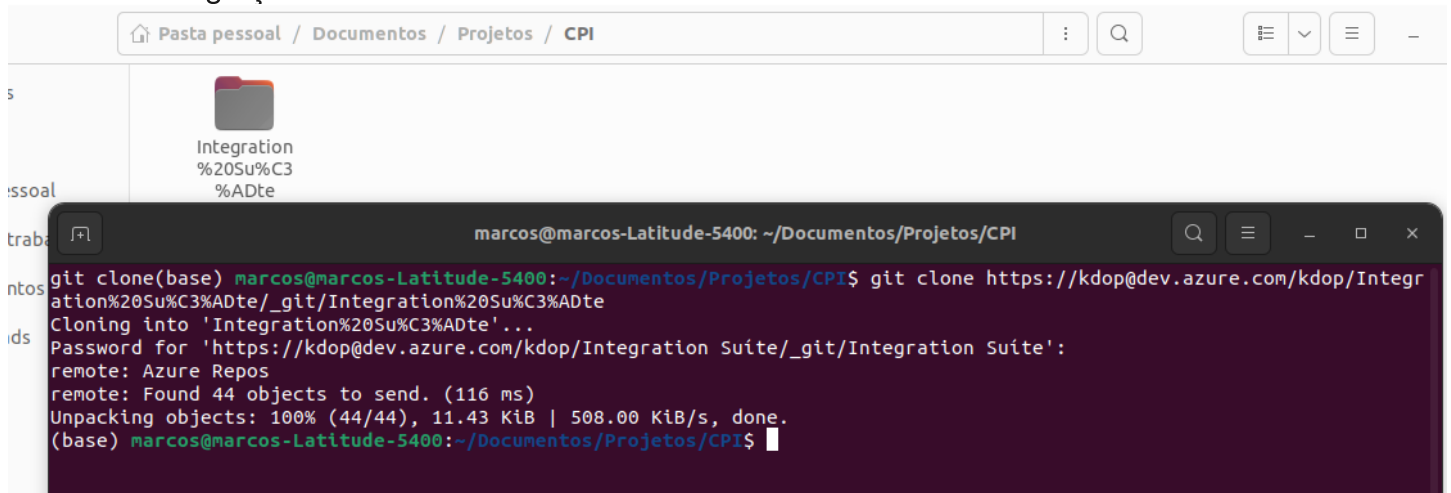 Pasta pessoal / Documentos / Projetos / CPI
Integration
%20Su%C3
%ADte
marcos@marcos-Latitude-5400: ~/Documentos/Projetos/CPI
git clone(base) marcos@marcos-Latitude-5400:~/Documentos/Projetos/CPI$ git clone https://kdop@dev.azure.com/kdop/Integr
ation%20Su%C3%ADte/_git/Integration%20Su%C3%ADte
Cloning into 'Integration%20Su%C3%ADte'...
Password for 'https://kdop@dev.azure.com/kdop/Integration Suíte/_git/Integration Suíte':
remote: Azure Repos
remote: Found 44 objects to send. (116 ms)
Unpacking objects: 100% (44/44), 11.43 KiB | 508.00 KiB/s, done.
(base) marcos@marcos-Latitude-5400:~/Documentos/Projetos/CPI$